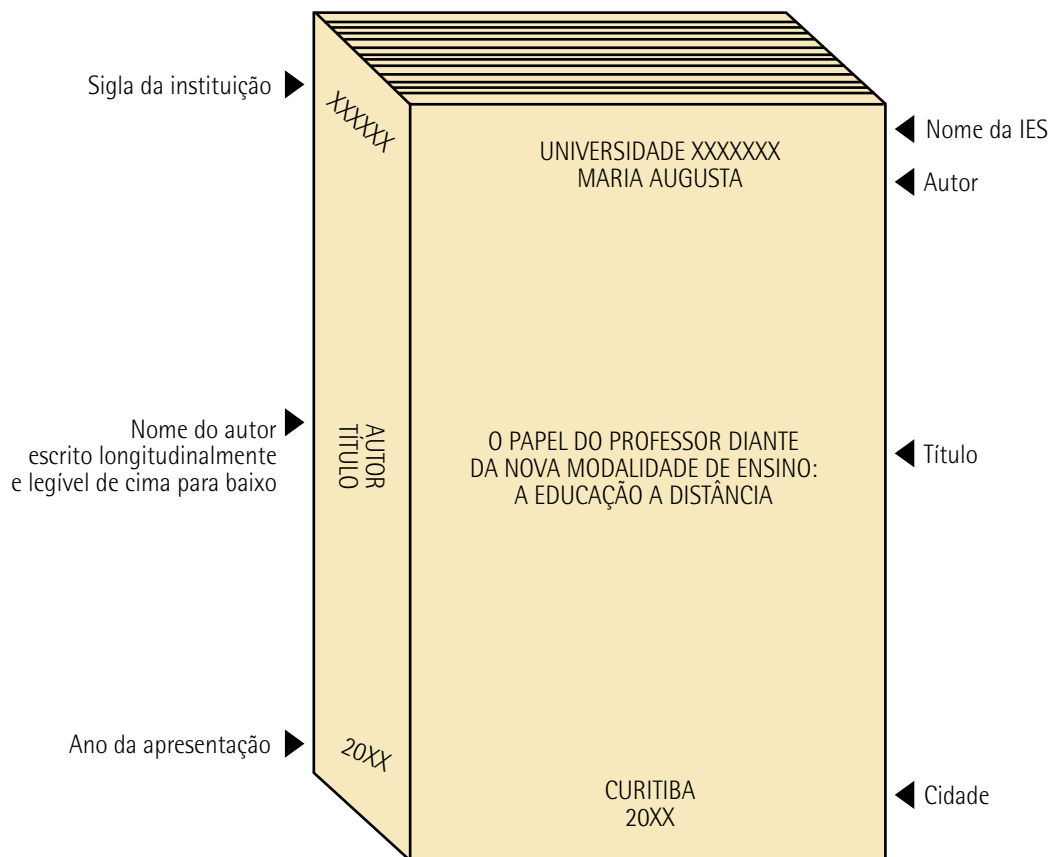 Sigla da instituição
XXXXXX
Nome da IES
UNIVERSIDADE XXXXXXX
MARIA AUGUSTA
Autor
Nome do autor
escrito longitudinalmente
e legível de cima para baixo
AUTOR
TÍTULO
O PAPEL DO PROFESSOR DIANTE
DA NOVA MODALIDADE DE ENSINO:
A EDUCAÇÃO A DISTÂNCIA
Título
Ano da apresentação
20XX
CURITIBA
20XX
Cidade